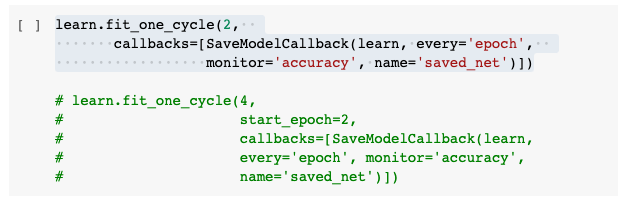 [ ] learn.fit_one_cycle(2,
callbacks=[SaveModelCallback(learn, every='epoch',
monitor='accuracy', name='saved_net')])
# learn.fit_one_cycle(4,
# start_epoch=2,
# callbacks=[SaveModelCallback(learn,
# every='epoch', monitor='accuracy',
# name='saved_net')])